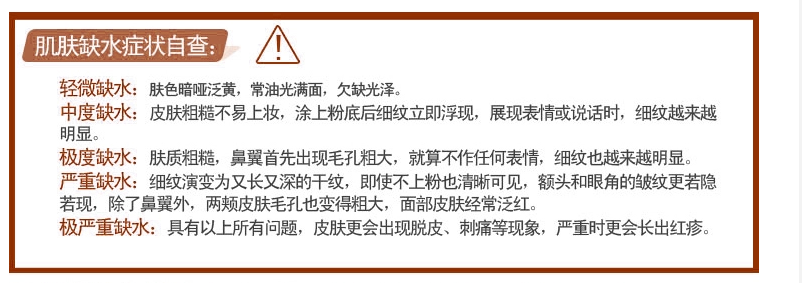 肌肤缺水症状自查：
轻微缺水：肤色暗哑泛黄，常油光满面，欠缺光泽。
中度缺水：皮肤粗糙不易上妆，涂上粉底后细纹立即浮现，展现表情或说话时，细纹越来越
明显。
极度缺水：肤质粗糙，鼻翼首先出现毛孔粗大，就算不作任何表情，细纹也越来越明显。
严重缺水：细纹演变为又长又深的干纹，即使不上粉也清晰可见，额头和眼角的皱纹更若隐
若现，除了鼻翼外，两颊皮肤毛孔也变得粗大，面部皮肤经常泛红。
极严重缺水：具有以上所有问题，皮肤更会出现脱皮、刺痛等现象，严重时更会长出红疹。